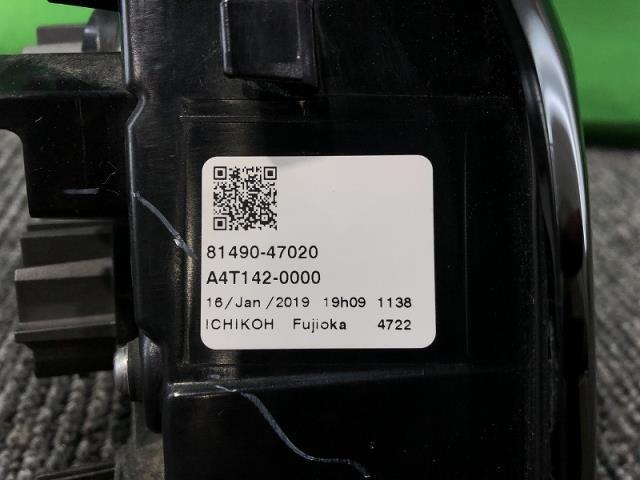 81490-47020
A4T142-0000
16/Jan/2019 19h09 1138
ICHIKOH Fujioka 4722